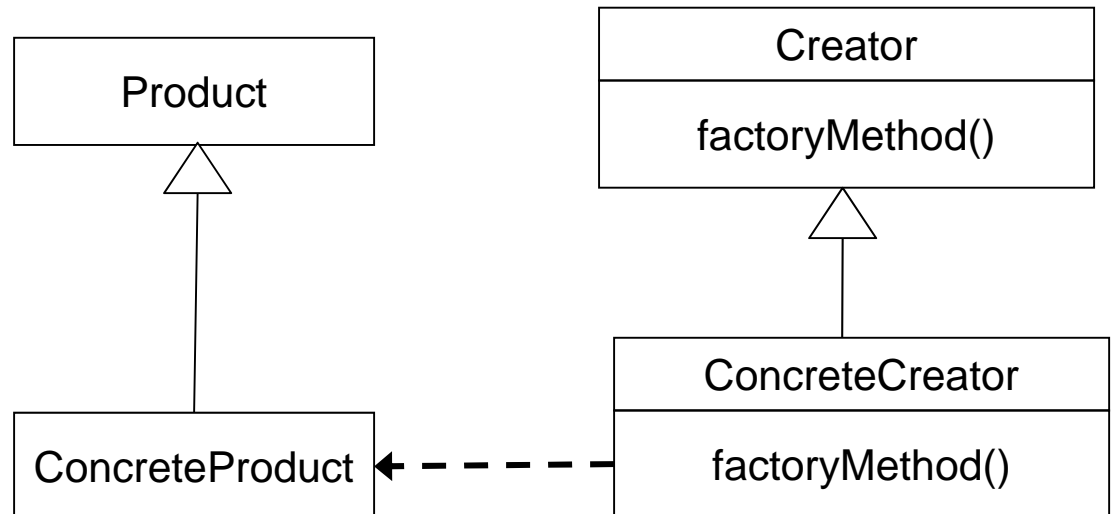 Product
Creator
factoryMethod()
ConcreteProduct
ConcreteCreator
factoryMethod()